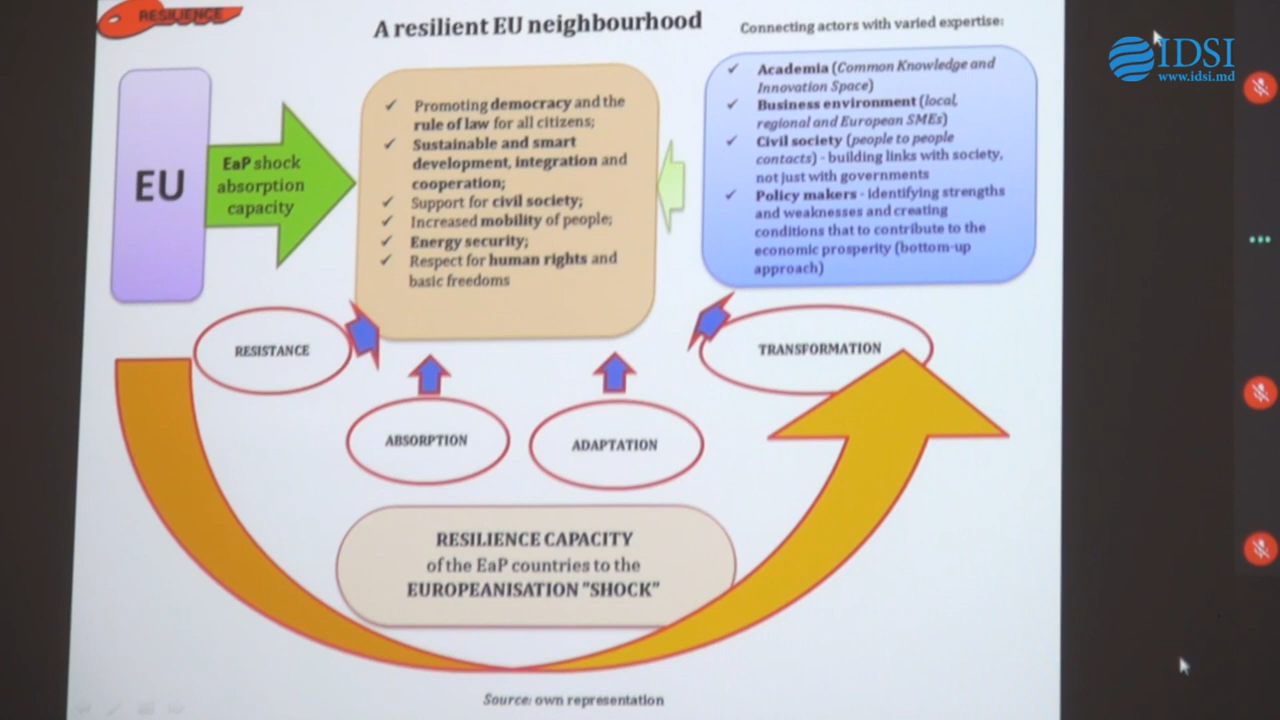 RESILIENCE
A resilient EU neighbourhood
Connecting actors with varied expertise:
IDSI
www.idsi.md
EU
EaP shock
absorption
capacity
✓ Promoting democracy and the
rule of law for all citizens;
✓ Sustainable and smart
development, integration and
cooperation;
✓ Support for civil society;
✓ Increased mobility of people;
✓ Energy security;
✓ Respect for human rights and
basic freedoms
✓ Academia (Common Knowledge and
Innovation Space)
✓ Business environment (local,
regional and European SMEs)
✓ Civil society (people to people
contacts) - building links with society,
not just with governments
✓ Policy makers - identifying strengths
and weaknesses and creating
conditions that to contribute to the
economic prosperity (bottom-up
approach)
RESISTANCE
ABSORPTION
ADAPTATION
TRANSFORMATION
RESILIENCE CAPACITY
of the EaP countries to the
EUROPEANISATION "SHOCK"
Source: own representation